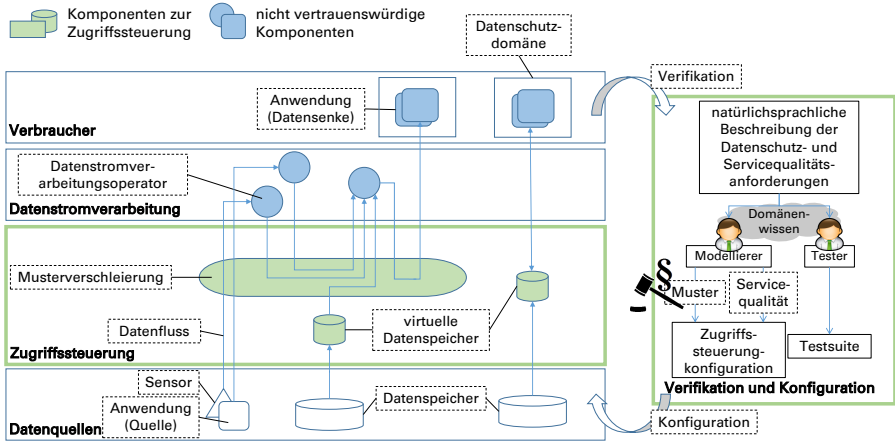 Komponenten zur
Zugriffssteuerung
nicht vertrauenswürdige
Komponenten
Datenschutz-
domäne
Anwendung
(Datensenke)
Verbraucher
Datenstromver-
arbeitungsoperator
Datenstromverarbeitung
Musterverschleierung
Datenfluss
virtuelle
Datenspeicher
Zugriffssteuerung
Sensor
Anwendung
(Quelle)
Datenspeicher
Datenquellen
Verifikation
natürlichsprachliche
Beschreibung der
Datenschutz- und
Servicequalitäts-
anforderungen
Domänen-
wissen
Modellierer
Tester
§
Muster
Service-
qualität
Zugriffs-
steuerung-
konfiguration
Testsuite
Verifikation und Konfiguration
Konfiguration